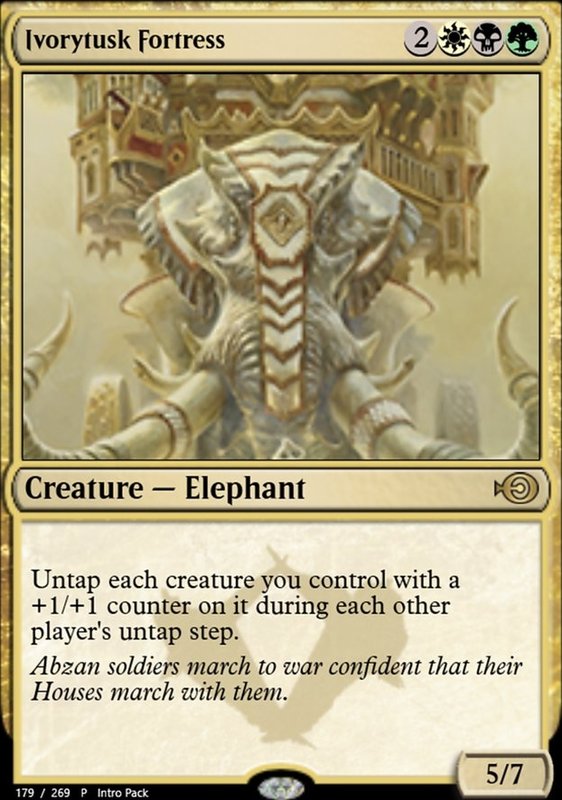 Ivorytusk Fortress 2
Creature — Elephant
Untap each creature you control with a
+1/+1 counter on it during each other
player's untap step.
Abzan soldiers march to war confident that their
Houses march with them.
5/7
179 / 269 P Intro Pack